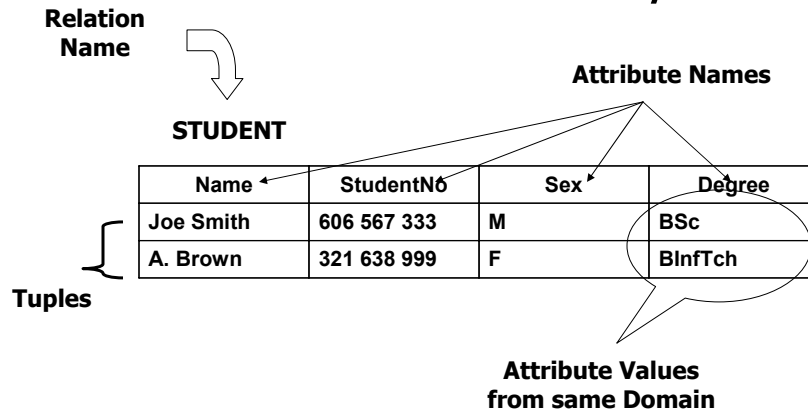 Relation
Name
Attribute Names
STUDENT
Name StudentNo Sex Degree
Joe Smith 606 567 333 M BSc
A. Brown 321 638 999 F BInfTch
Tuples
Attribute Values
from same Domain